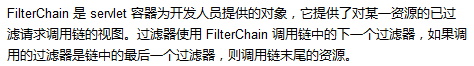 FilterChain 是 servlet 容器为开发人员提供的对象，它提供了对某一资源的已过
滤请求调用链的视图。过滤器使用 FilterChain 调用链中的下一个过滤器，如果调
用的过滤器是链中的最后一个过滤器，则调用链末尾的资源。